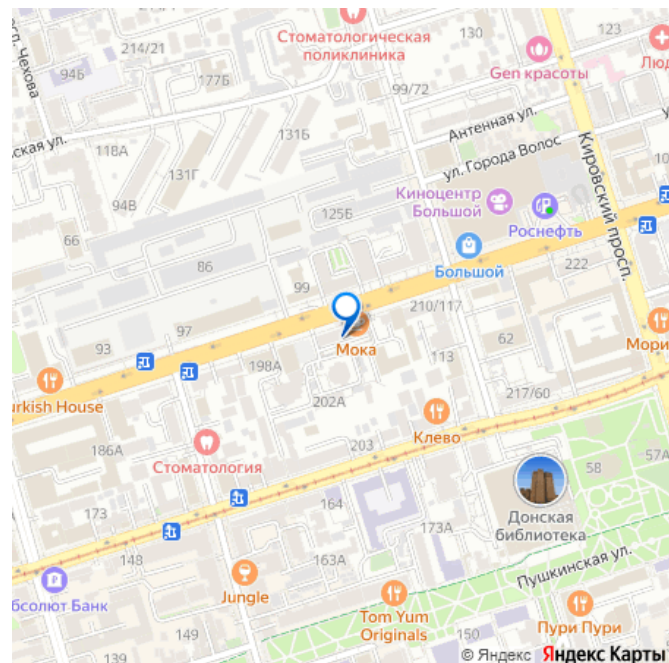 123
214/21
Стоматологическая
поликлиника
просп. Чехова
94Б
177Б
Gen красоты
Люд
99/72
Антенная ул.
ская ул.
118А
131Б
131Г
ул. Города Волос
Кировский просп.
Киноцентр
Большой
94В
125Б
Роснефть
66
86
Большой
222
99
210/117
93
97
Мока
62
Мори
198А
113
urkish House
202А
217/60
186А
Клево
203
Стоматология
58
57А
150
173
164
Донская
библиотека
173А
148
163А
Пушкинская ул.
бсолют Банк
Jungle
Tom Yum
Originals
Пури Пури
147
149
139
© Яндекс Яндекс Карты